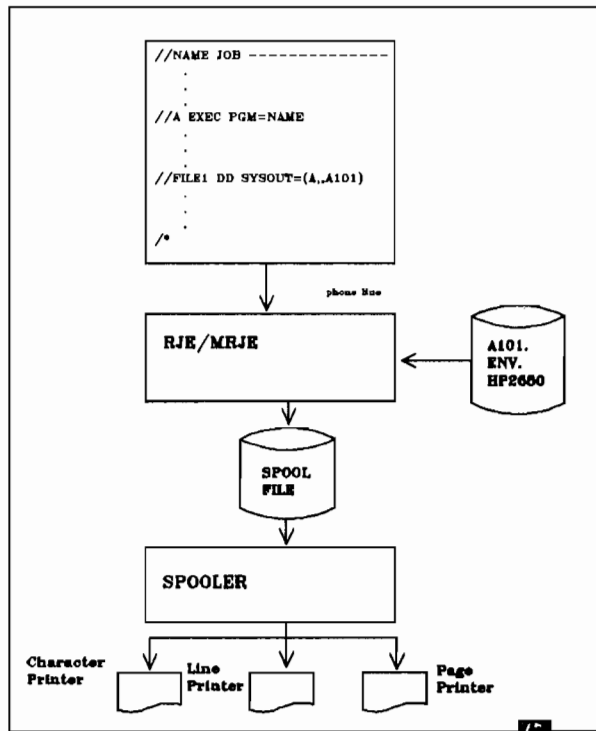 //NAME JOB ----------------
.
.
.
//A EXEC PGM=NAME
.
.
.
//FILE1 DD SYSOUT=(A,,A101)
.
.
.
/*
phone line
RJE/MRJE
A101.
ENV.
HP2680
SPOOL
FILE
SPOOLER
Character
Printer
Line
Printer
Page
Printer